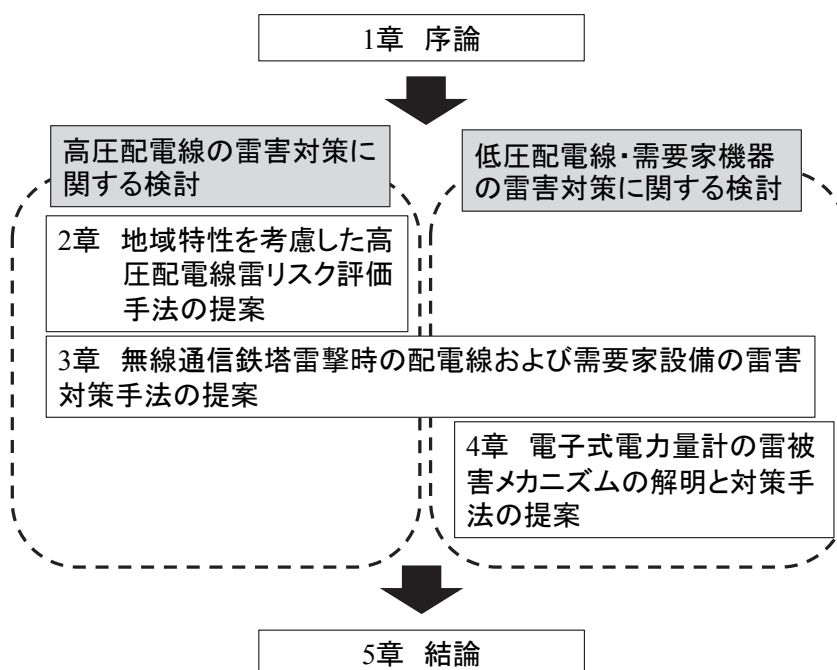 1章 序論
高圧配電線の雷害対策に
関する検討
低圧配電線・需要家機器
の雷害対策に関する検討
2章 地域特性を考慮した高
圧配電線雷リスク評価
手法の提案
3章 無線通信鉄塔雷撃時の配電線および需要家設備の雷害
対策手法の提案
4章 電子式電力量計の雷被
害メカニズムの解明と対策手
法の提案
5章 結論